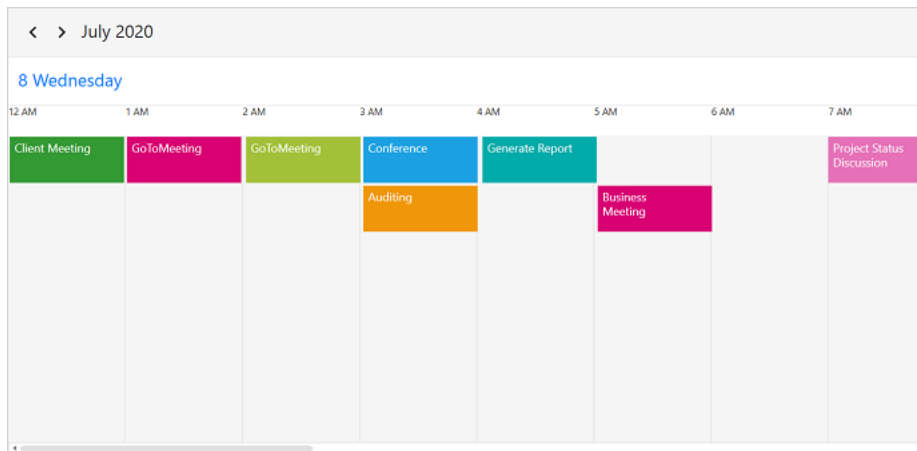 July 2020
8 Wednesday
12 AM 1 AM 2 AM 3 AM 4 AM 5 AM 6 AM 7 AM
Client Meeting GoToMeeting GoToMeeting Conference Generate Report Project Status
Discussion
Auditing Business
Meeting